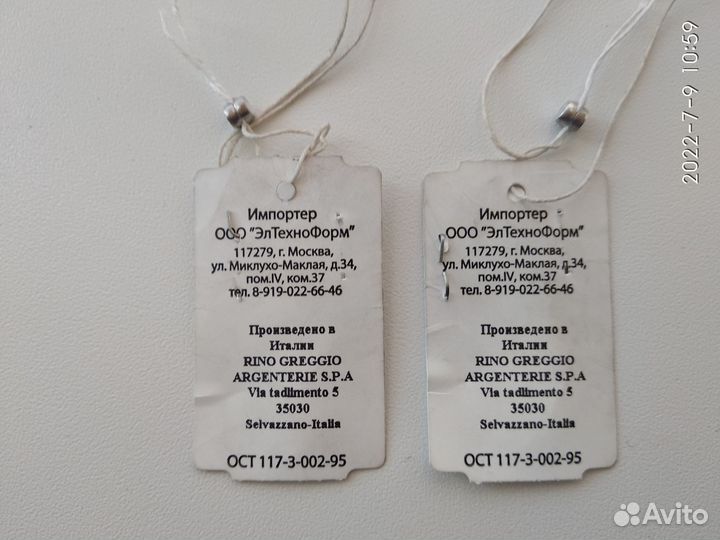 Импортер
ООО "ЭлТехноФорм"
117279, г. Москва,
ул. Миклухо-Маклая, д.34,
пом.IV, ком.37
тел. 8-919-022-66-46
Произведено в
Италии
RINO GREGGIO
ARGENTERIE S.P.A
Via tadlimento 5
35030
Selvazzano-Italia
ОСТ 117-3-002-95
Импортер
ООО "ЭлТехноФорм"
117279, г. Москва,
ул. Миклухо-Маклая, д.34,
пом.IV, ком.37
тел. 8-919-022-66-46
Произведено в
Италии
RINO GREGGIO
ARGENTERIE S.P.A
Via tadlimento 5
35030
Selvazzano-Italia
ОСТ 117-3-002-95
2022-7-9 10:59
Avito